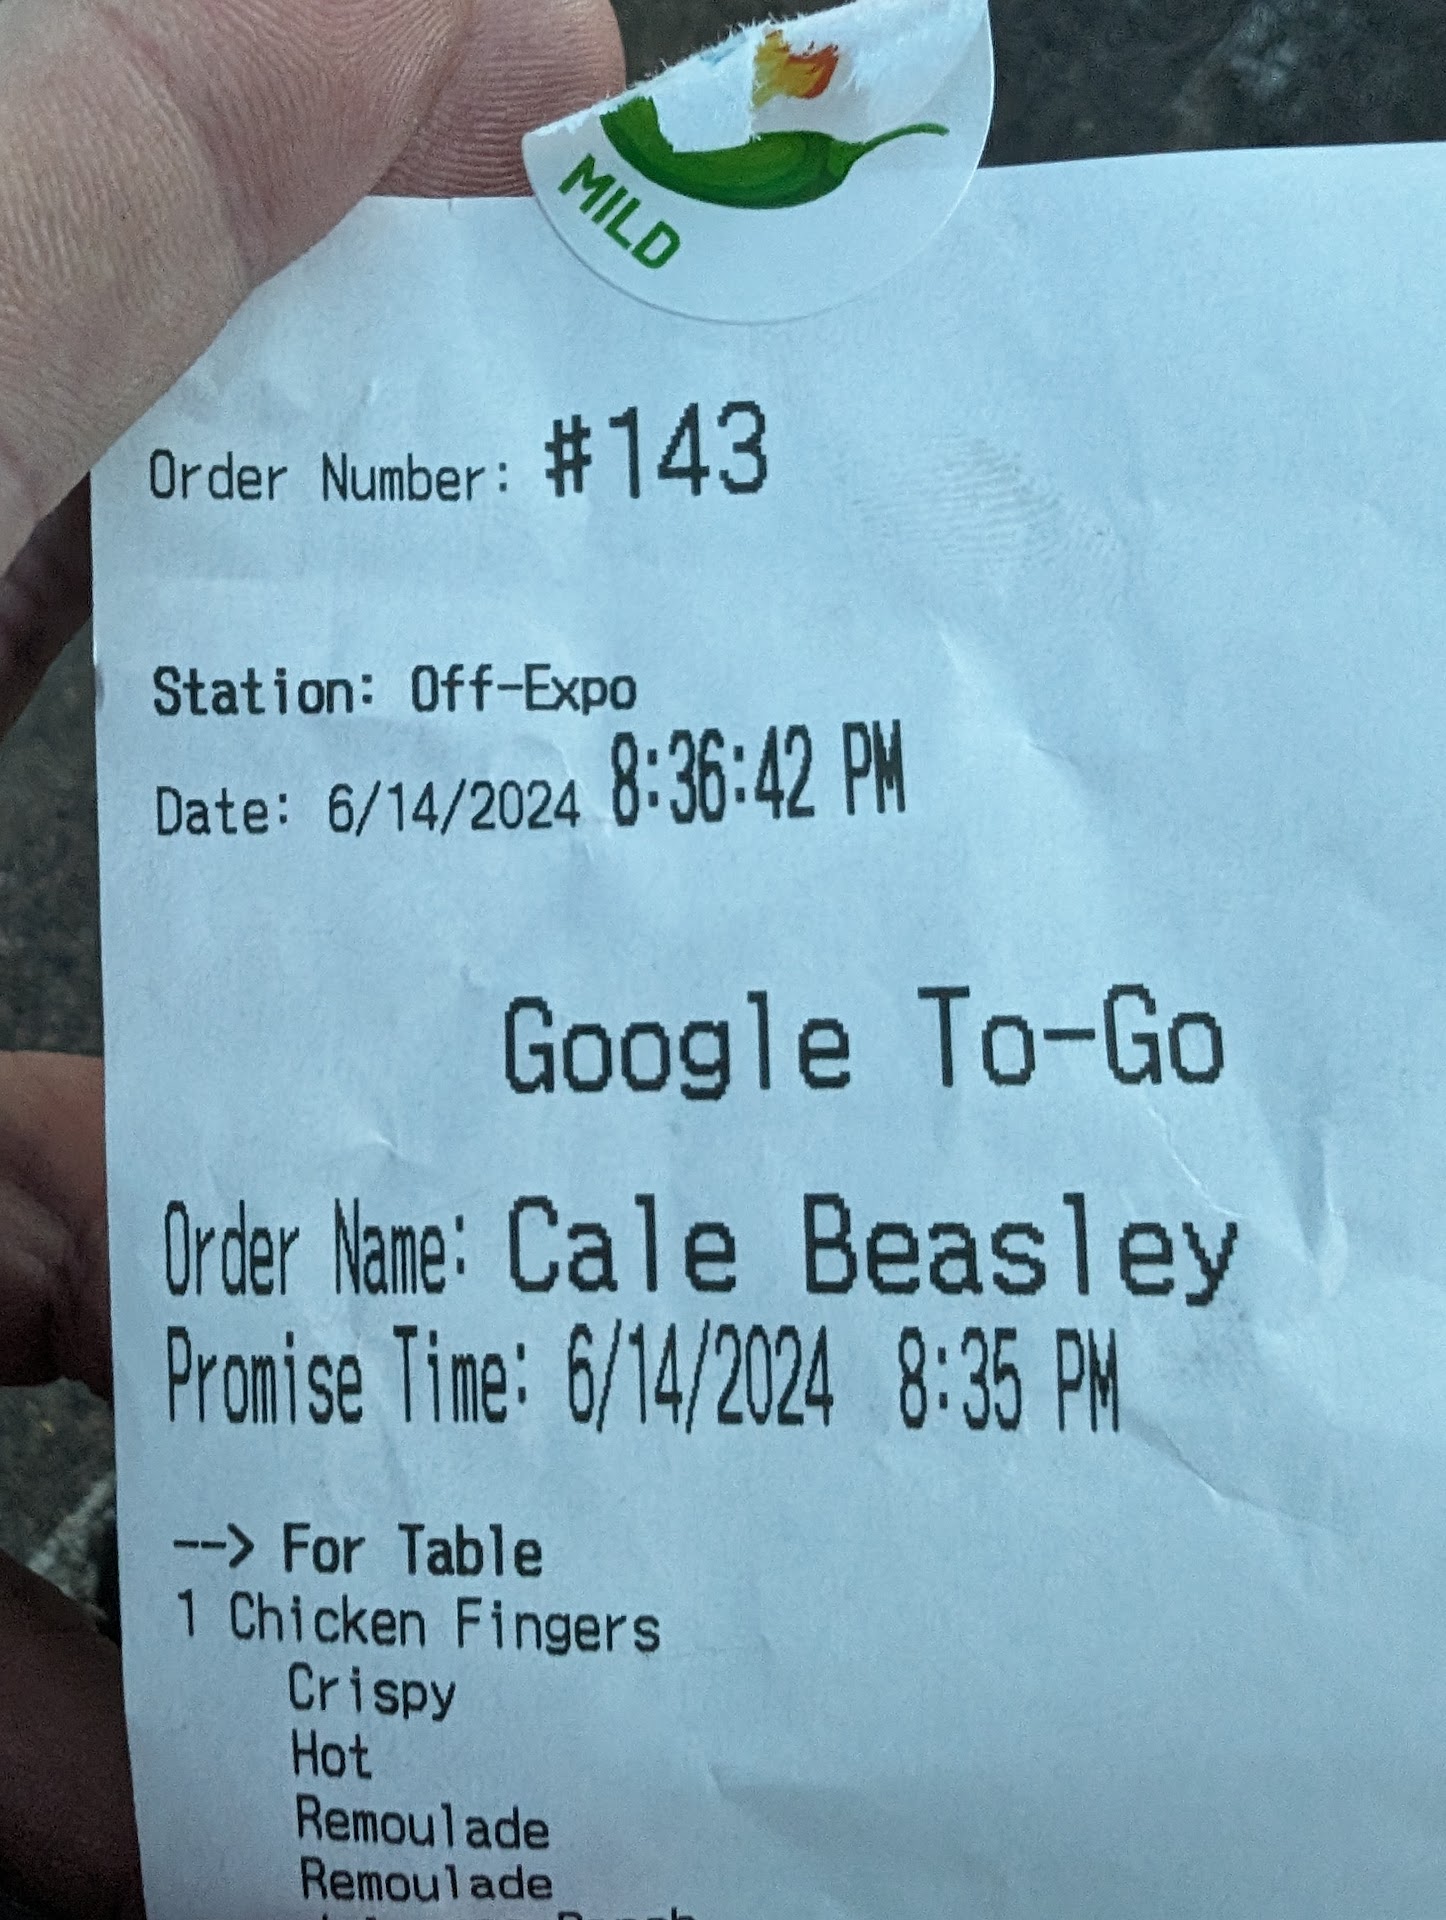 MILD
Order Number: #143
Station: Off-Expo
Date: 6/14/2024 8:36:42 PM
Google To-Go
Order Name: Cale Beasley
Promise Time: 6/14/2024 8:35 PM
--> For Table
1 Chicken Fingers
Crispy
Hot
Remoulade
Remoulade